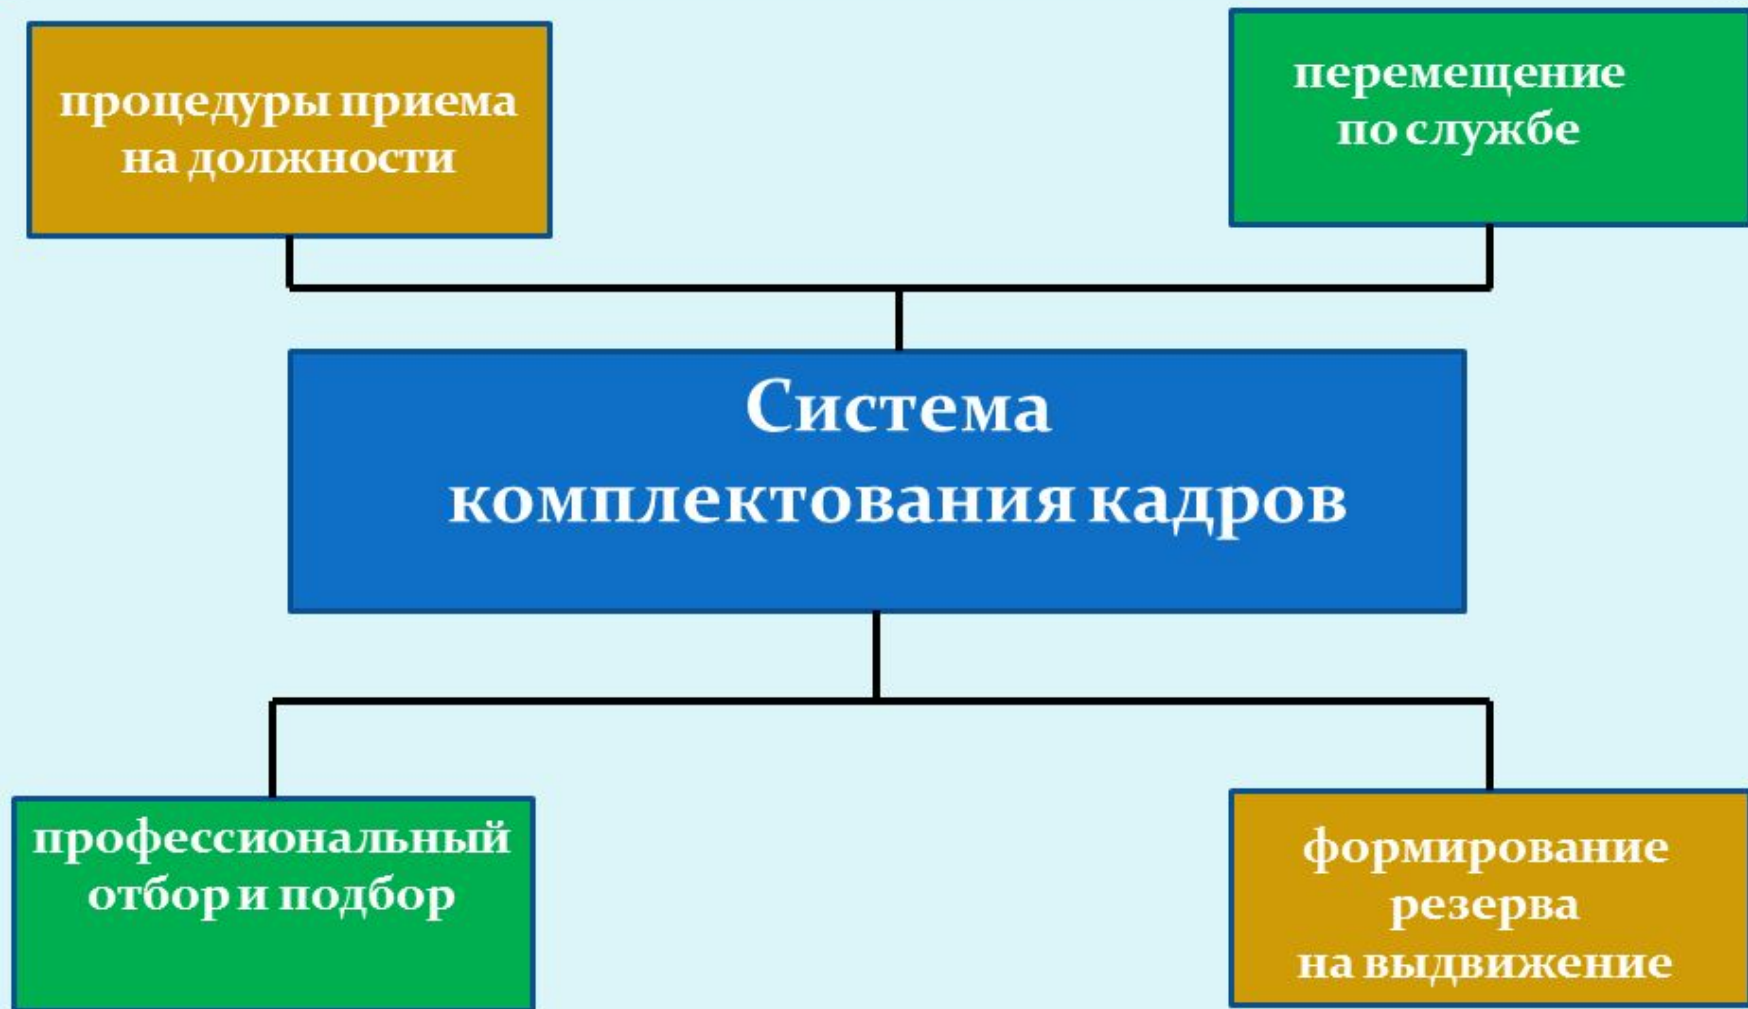 процедуры приема
на должности
перемещение
по службе
Система
комплектования кадров
профессиональный
отбор и подбор
формирование
резерва
на выдвижение